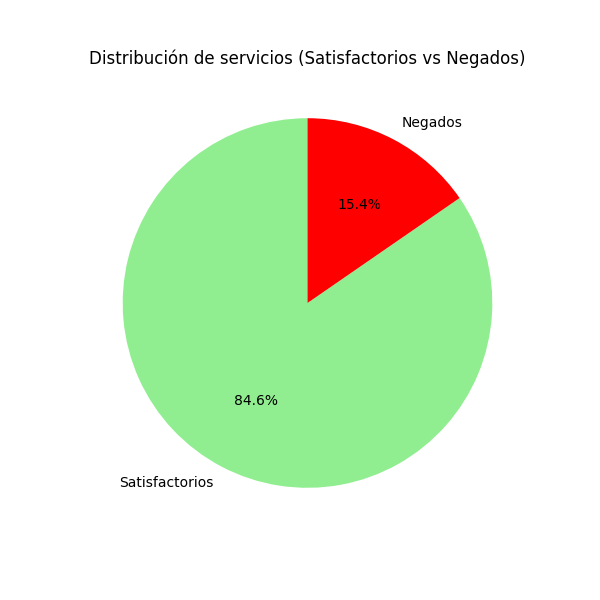 Distribución de servicios (Satisfactorios vs Negados)
Negados
15.4%
84.6%
Satisfactorios